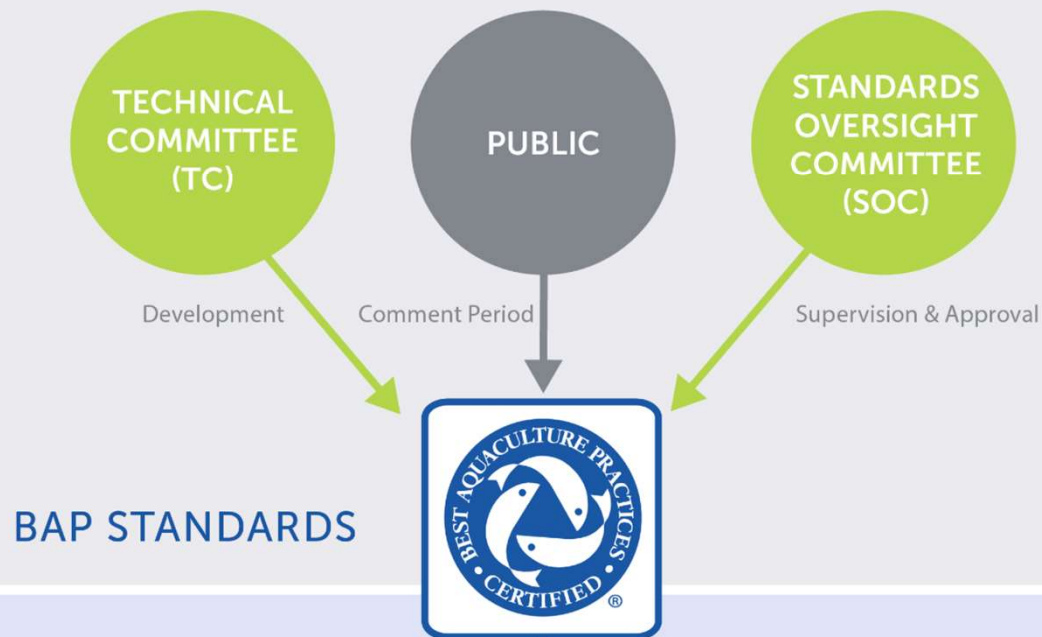 TECHNICAL
COMMITTEE
(TC)
PUBLIC
STANDARDS
OVERSIGHT
COMMITTEE
(SOC)
Development
Comment Period
Supervision & Approval
BAP STANDARDS
BEST AQUACULTURE PRACTICES
• CERTIFIED •
®